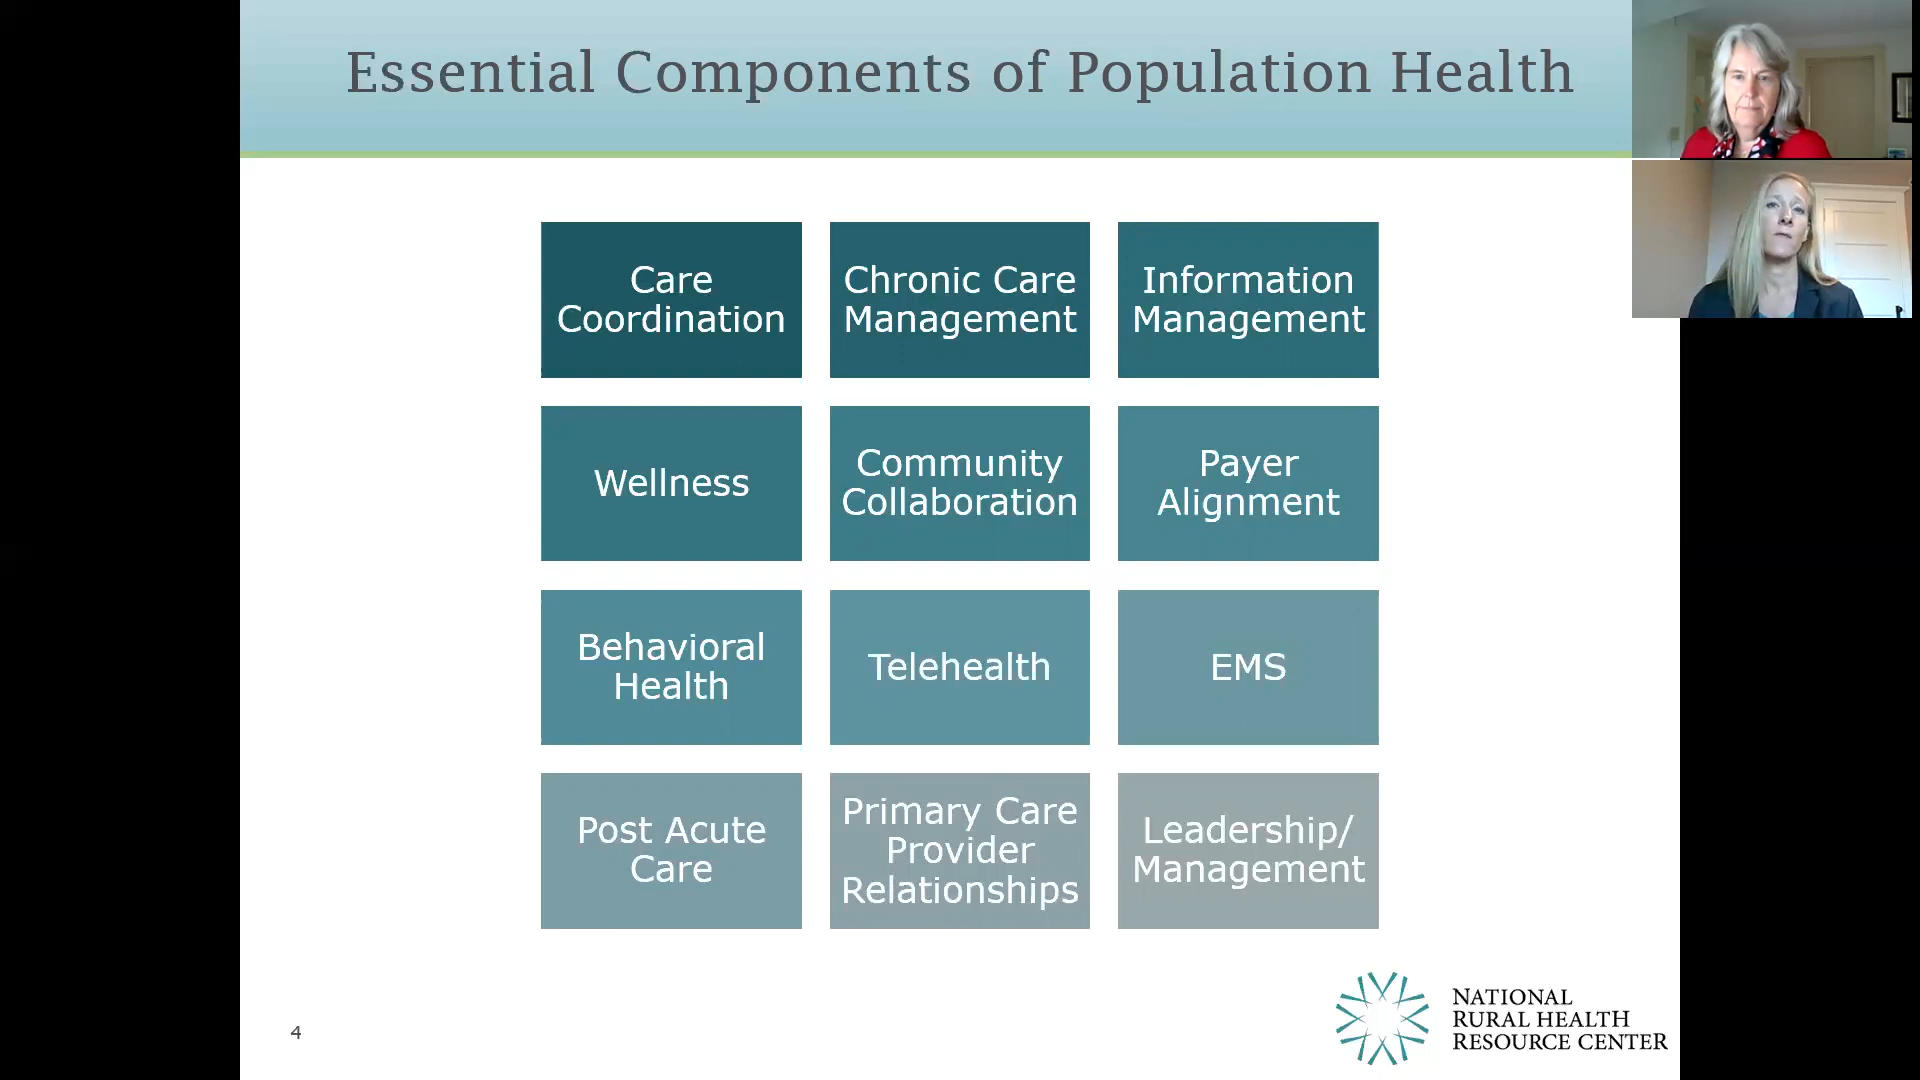 Essential Components of Population Health
Care
Coordination
Chronic Care
Management
Information
Management
Wellness
Community
Collaboration
Payer
Alignment
Behavioral
Health
Telehealth
EMS
Post Acute
Care
Primary Care
Provider
Relationships
Leadership/
Management
4
NATIONAL
RURAL HEALTH
RESOURCE CENTER